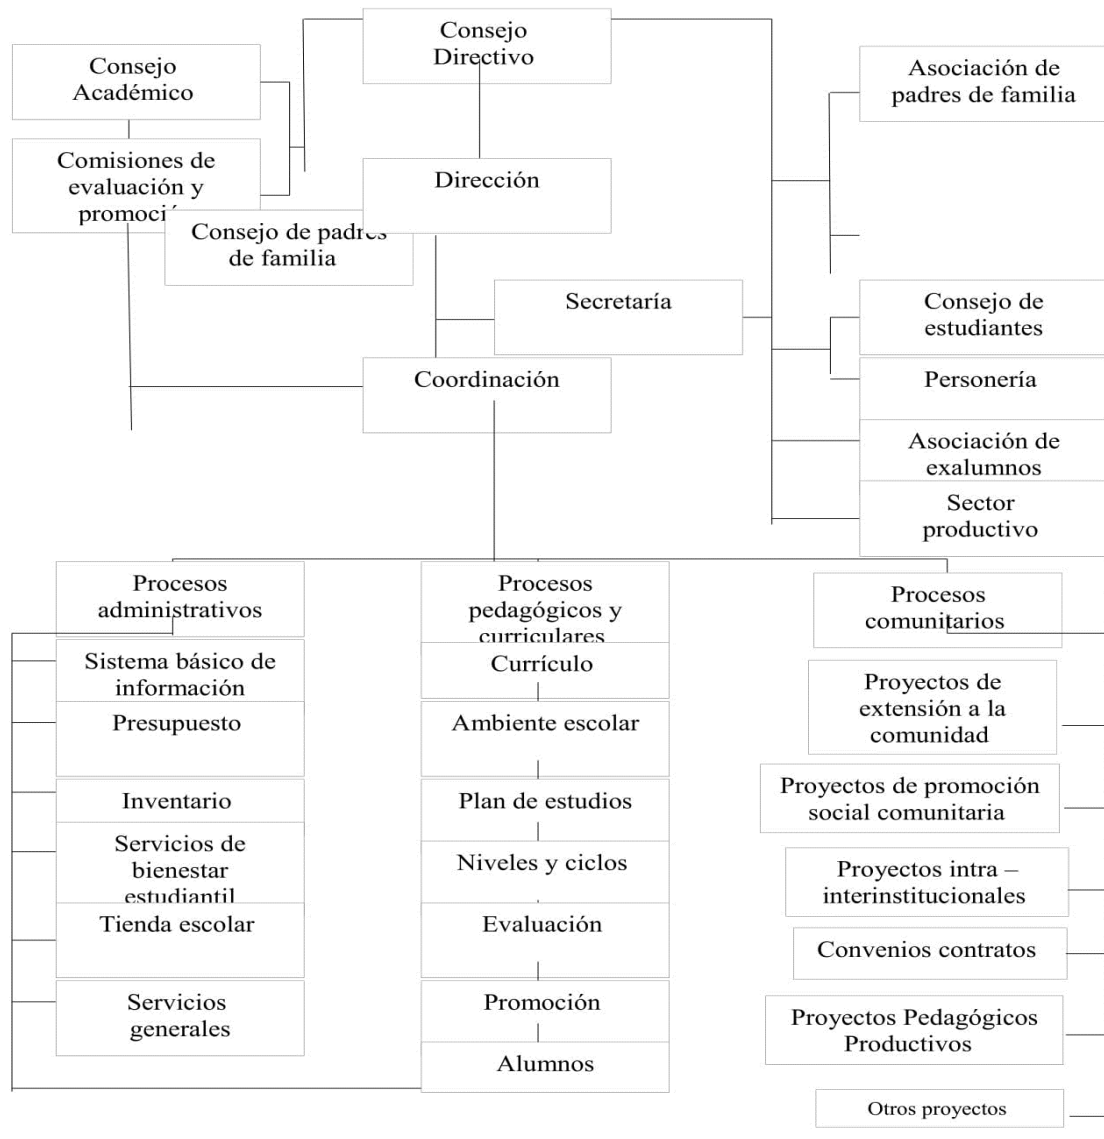 Consejo
Directivo
Consejo
Académico
Asociación de
padres de familia
Comisiones de
evaluación y
promoció
Dirección
Consejo de padres
de familia
Secretaría
Consejo de
estudiantes
Coordinación
Personería
Asociación de
exalumnos
Sector
productivo
Procesos
administrativos
Sistema básico de
información
Presupuesto
Inventario
Servicios de
bienestar
estudiantil
Tienda escolar
Servicios
generales
Procesos
pedagógicos y
curriculares
Currículo
Ambiente escolar
Plan de estudios
Niveles y ciclos
Evaluación
Promoción
Alumnos
Procesos
comunitarios
Proyectos de
extensión a la
comunidad
Proyectos de promoción
social comunitaria
Proyectos intra –
interinstitucionales
Convenios contratos
Proyectos Pedagógicos
Productivos
Otros proyectos